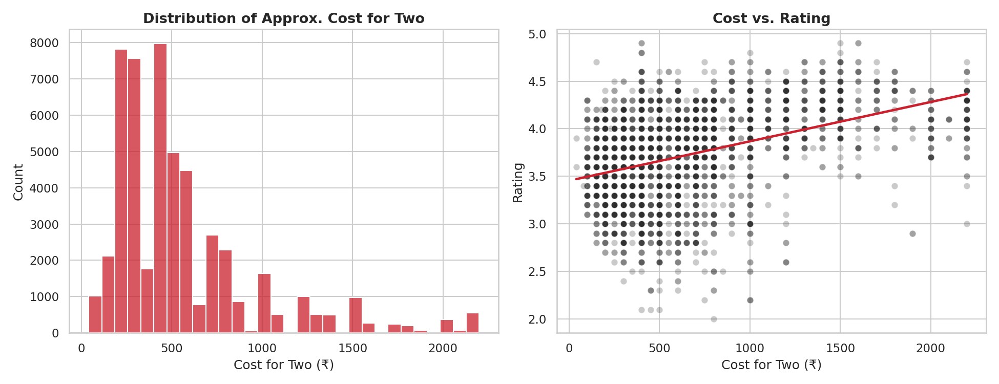 Distribution of Approx. Cost for Two
Count
8000
7000
6000
5000
4000
3000
2000
1000
0
0 500 1000 1500 2000
Cost for Two (₹)
Cost vs. Rating
Rating
5.0
4.5
4.0
3.5
3.0
2.5
2.0
0 500 1000 1500 2000
Cost for Two (₹)